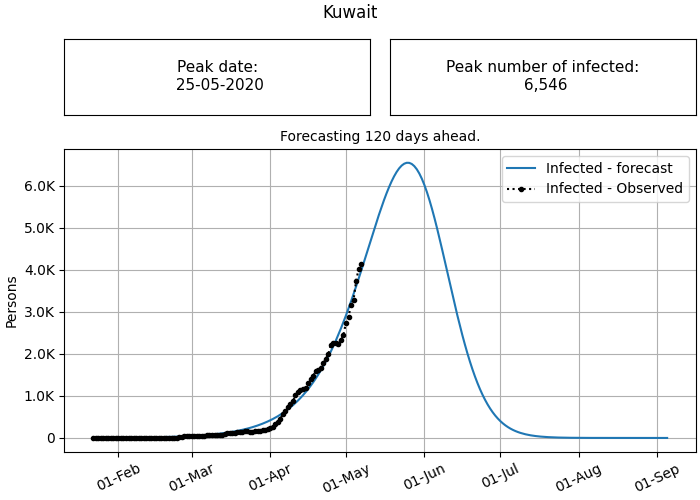 Kuwait
Peak date:
25-05-2020
Peak number of infected:
6,546
Forecasting 120 days ahead.
Infected - forecast
Infected - Observed
Persons
6.0K
5.0K
4.0K
3.0K
2.0K
1.0K
0
01-Feb
01-Mar
01-Apr
01-May
01-Jun
01-Jul
01-Aug
01-Sep